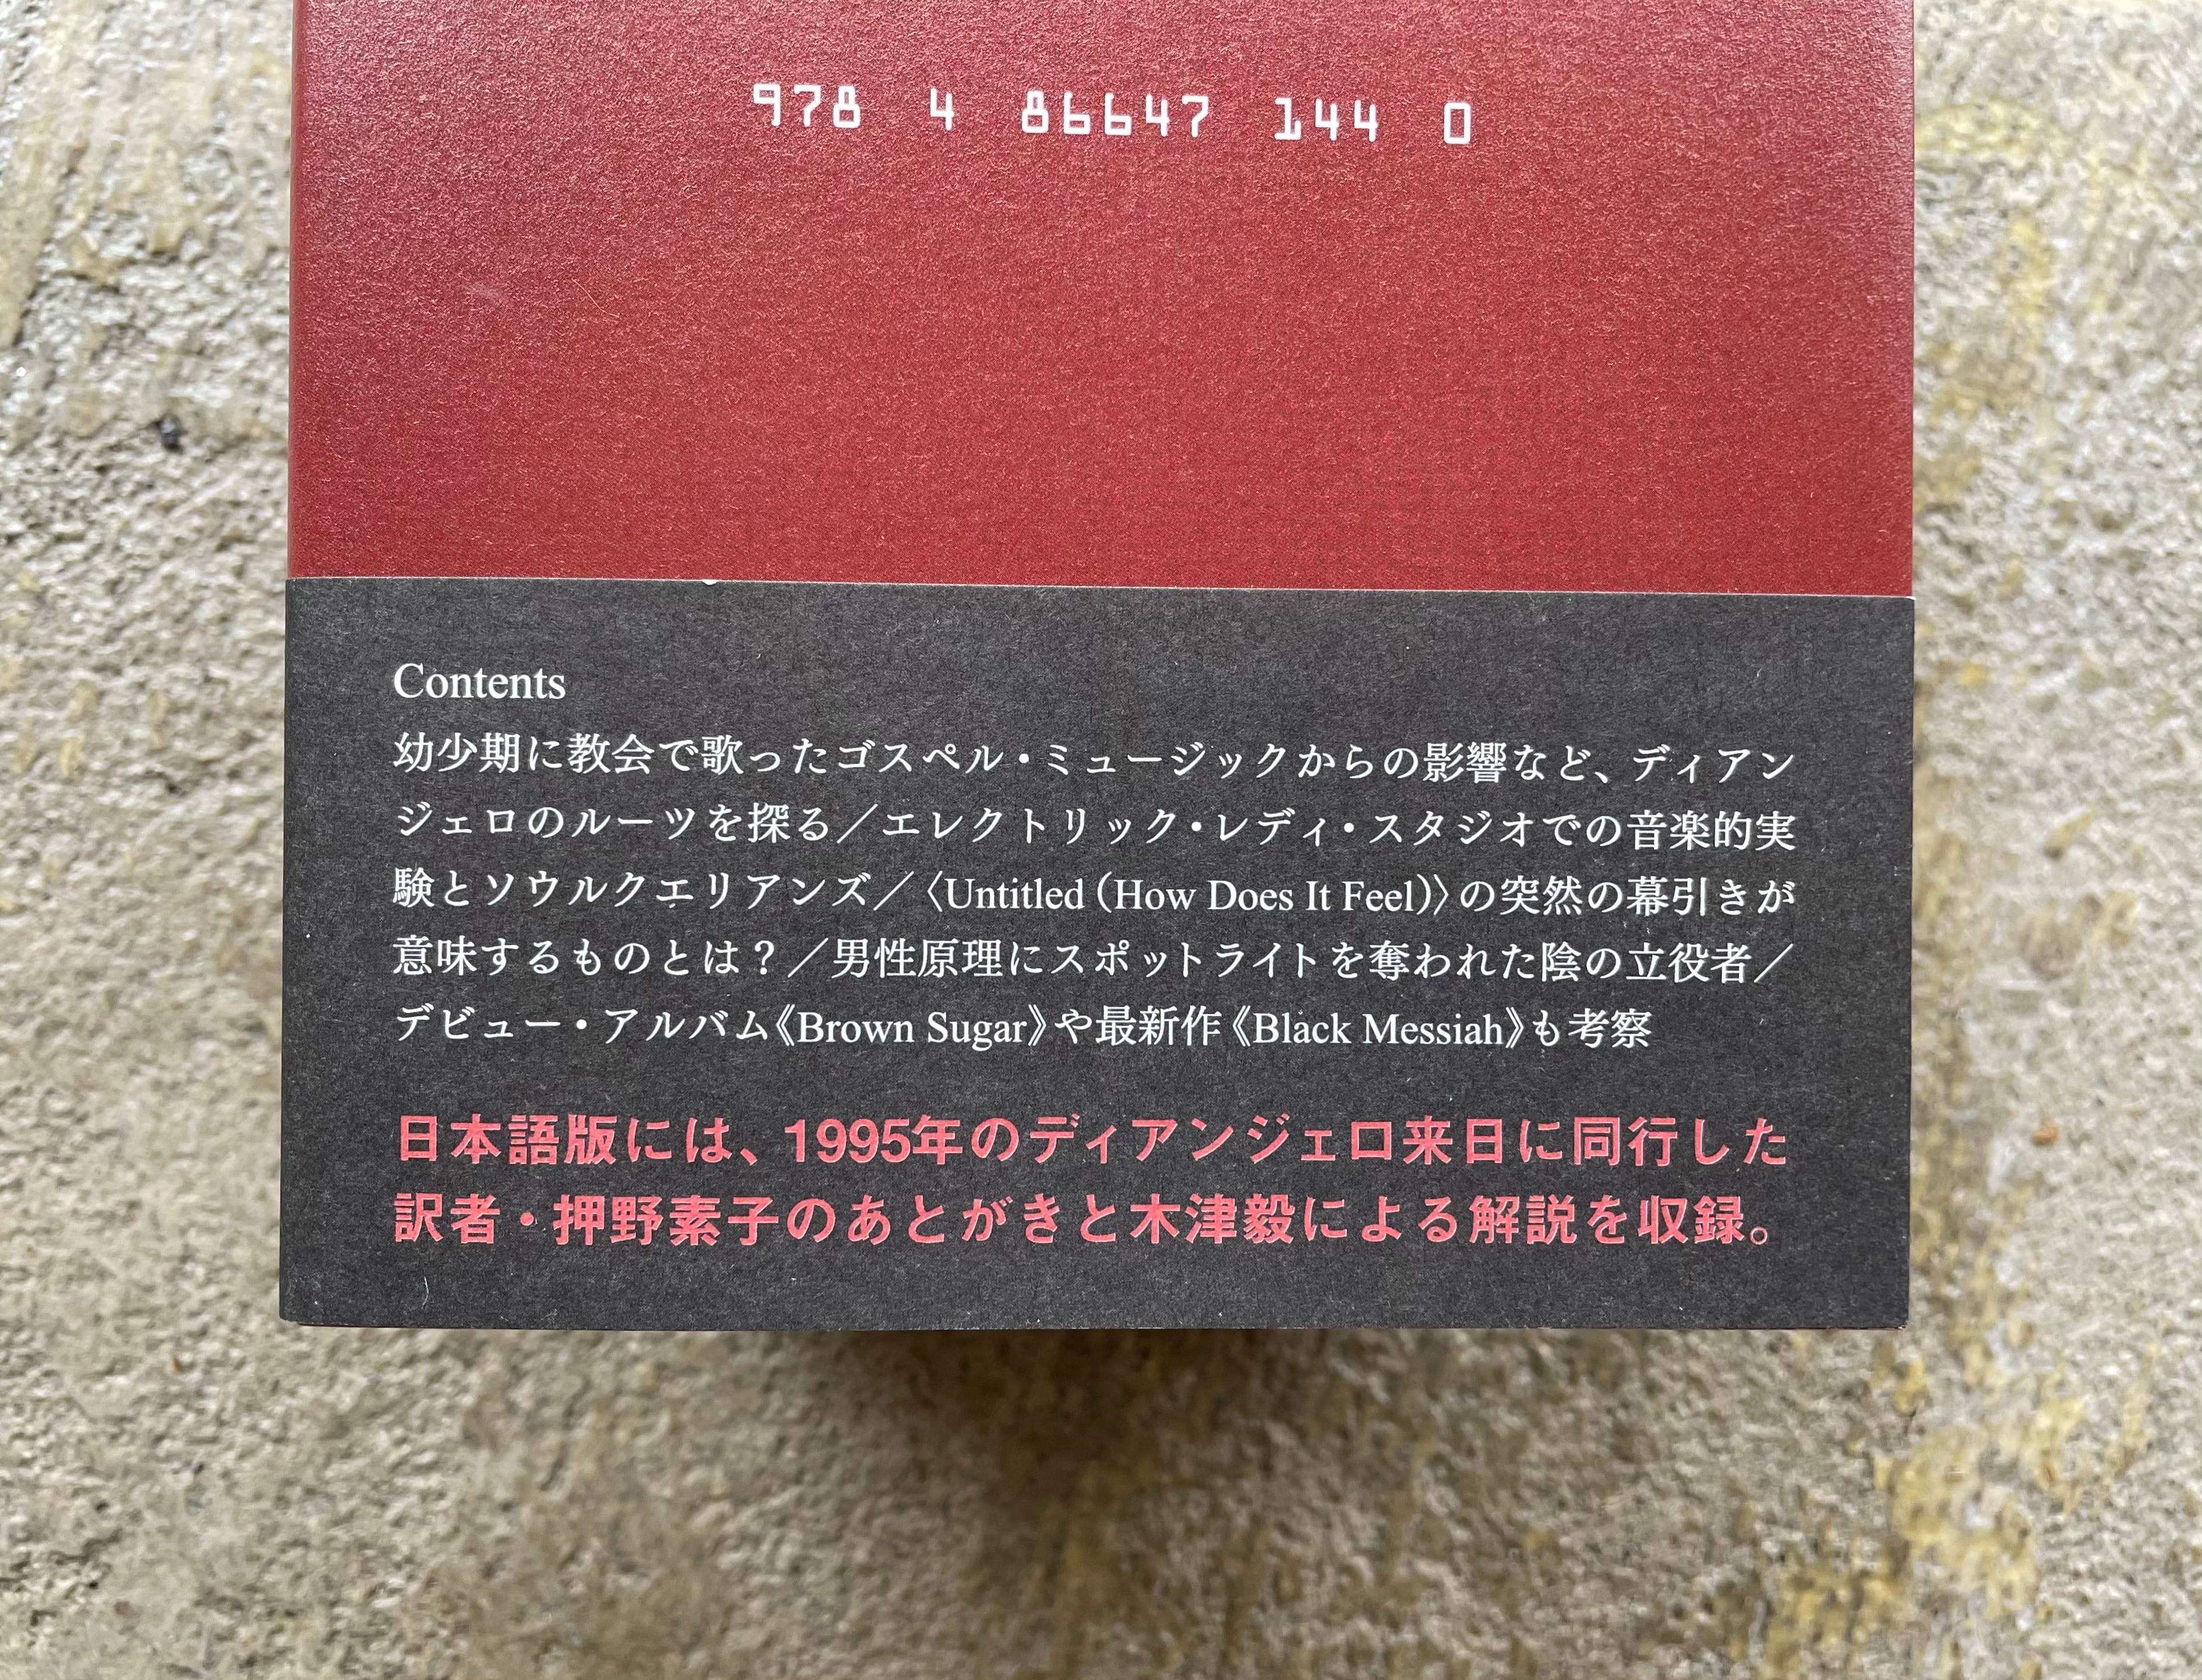 978 4 86647 144 0
Contents
幼少期に教会で歌ったゴスペル・ミュージックからの影響など、ディアン
ジェロのルーツを探る／エレクトリック・レディ・スタジオでの音楽的実
験とソウルクエリアンズ／〈Untitled (How Does It Feel)〉の突然の幕引きが
意味するものとは？／男性原理にスポットライトを奪われた陰の立役者／
デビュー・アルバム《Brown Sugar》や最新作《Black Messiah》も考察
日本語版には、1995年のディアンジェロ来日に同行した
訳者・押野素子のあとがきと木津毅による解説を収録。